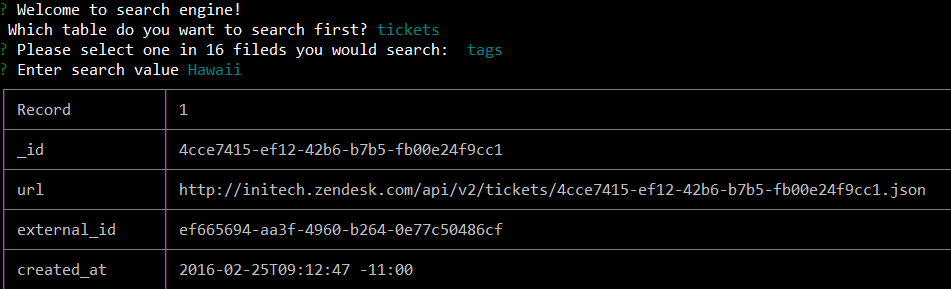 ? Welcome to search engine!
Which table do you want to search first? tickets
? Please select one in 16 fileds you would search: tags
? Enter search value Hawaii
Record 1
_id 4cce7415-ef12-42b6-b7b5-fb00e24f9cc1
url http://initech.zendesk.com/api/v2/tickets/4cce7415-ef12-42b6-b7b5-fb00e24f9cc1.json
external_id ef665694-aa3f-4960-b264-0e77c50486cf
created_at 2016-02-25T09:12:47 -11:00